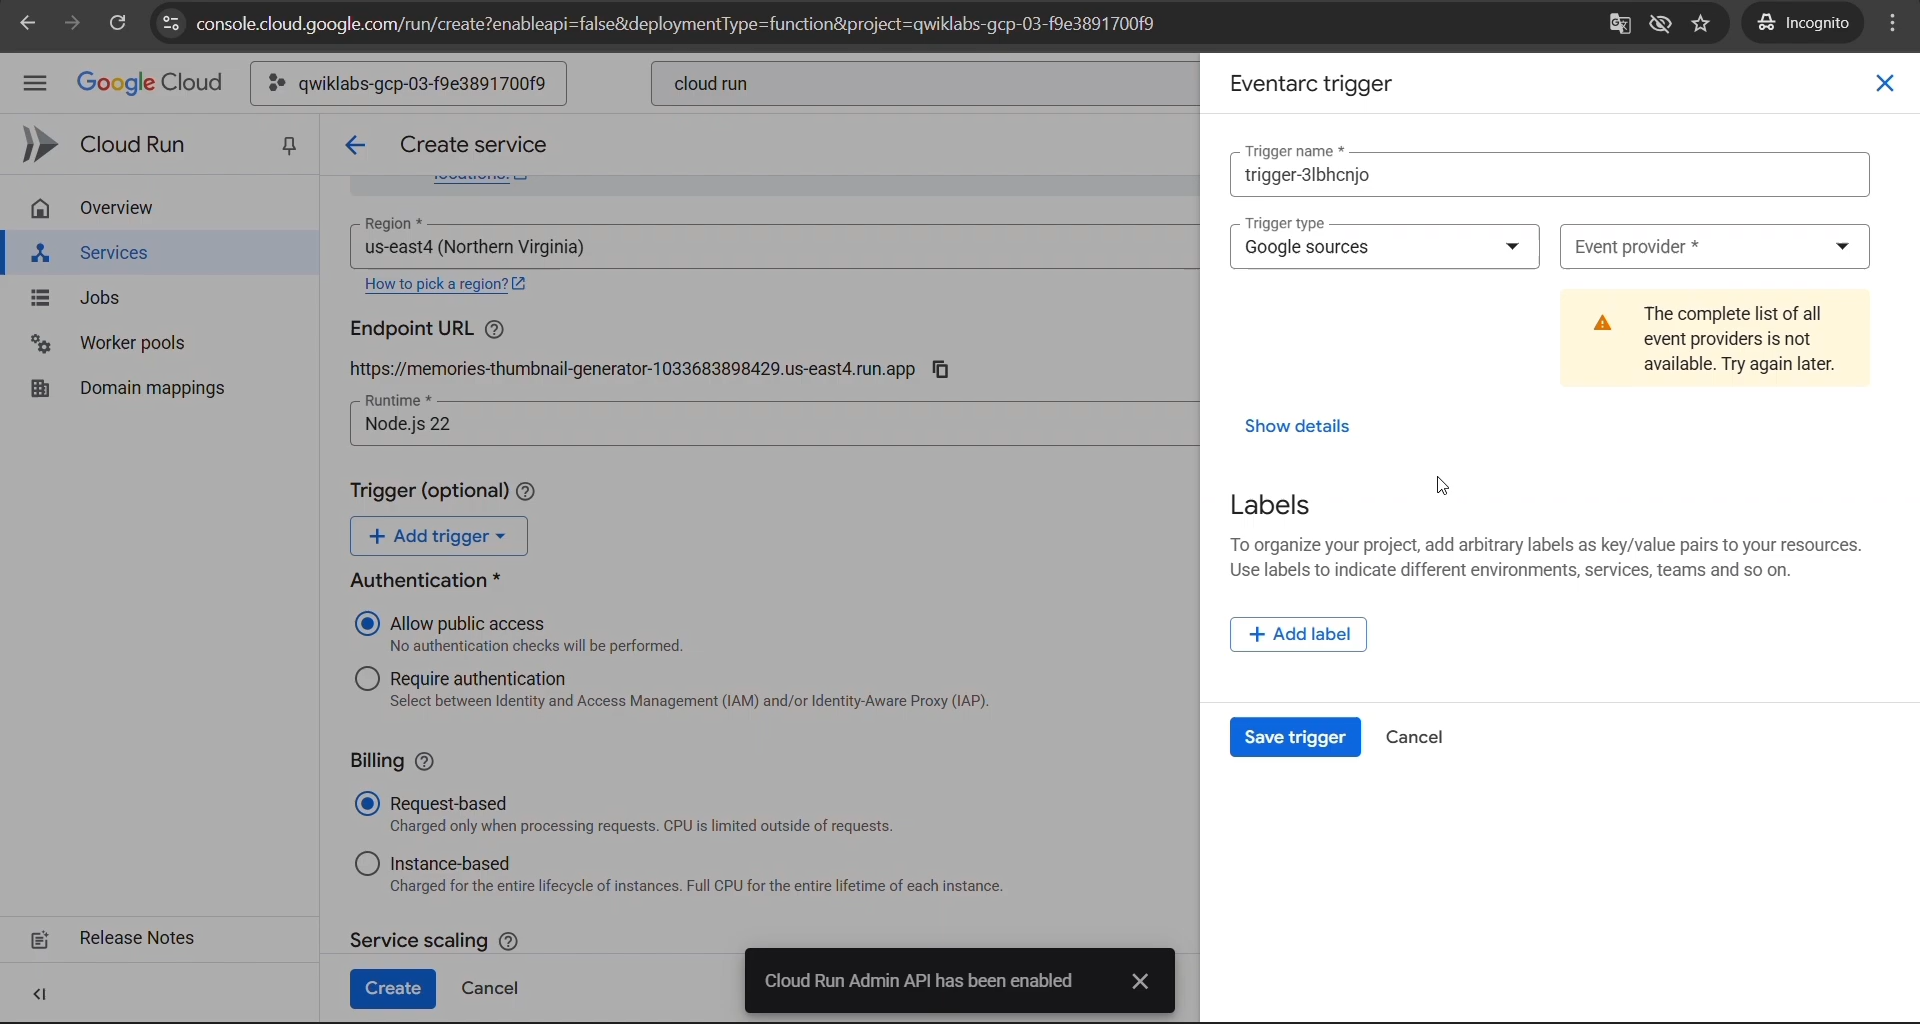 console.cloud.google.com/run/create?enableapi=false&deploymentType=function&project=qwiklabs-gcp-03-f9e3891700f9
Incognito
Google Cloud
qwiklabs-gcp-03-f9e3891700f9
cloud run
Cloud Run
Overview
Services
Jobs
Worker pools
Domain mappings
Release Notes
Create service
locations.
Region *
us-east4 (Northern Virginia)
How to pick a region?
Endpoint URL
https://memories-thumbnail-generator-1033683898429.us-east4.run.app
Runtime *
Node.js 22
Trigger (optional)
Add trigger
Authentication *
Allow public access
No authentication checks will be performed.
Require authentication
Select between Identity and Access Management (IAM) and/or Identity-Aware Proxy (IAP).
Billing
Request-based
Charged only when processing requests. CPU is limited outside of requests.
Instance-based
Charged for the entire lifecycle of instances. Full CPU for the entire lifetime of each instance.
Service scaling
Create
Cancel
Cloud Run Admin API has been enabled
Eventarc trigger
Trigger name *
trigger-3lbhcnjo
Trigger type
Google sources
Event provider *
The complete list of all
event providers is not
available. Try again later.
Show details
Labels
To organize your project, add arbitrary labels as key/value pairs to your resources.
Use labels to indicate different environments, services, teams and so on.
Add label
Save trigger
Cancel